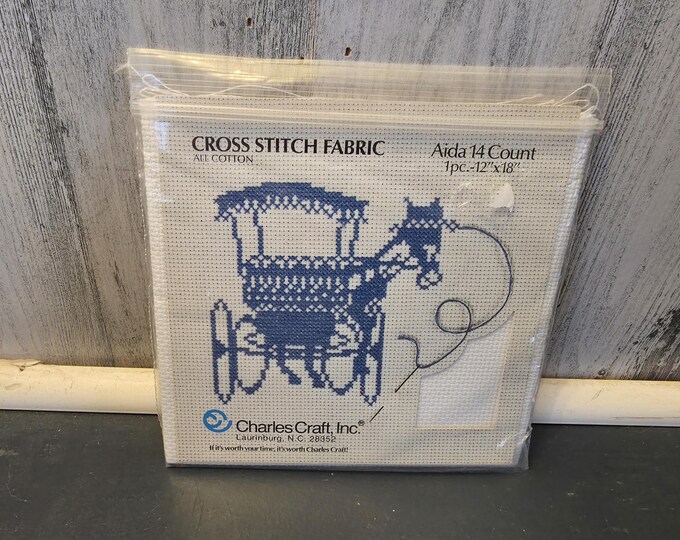 CROSS STITCH FABRIC
ALL COTTON
Aida 14 Count
1pc.-12"x18"
Charles Craft, Inc.®
Laurinburg, N.C. 28352
If it's worth your time, it's worth Charles Craft!